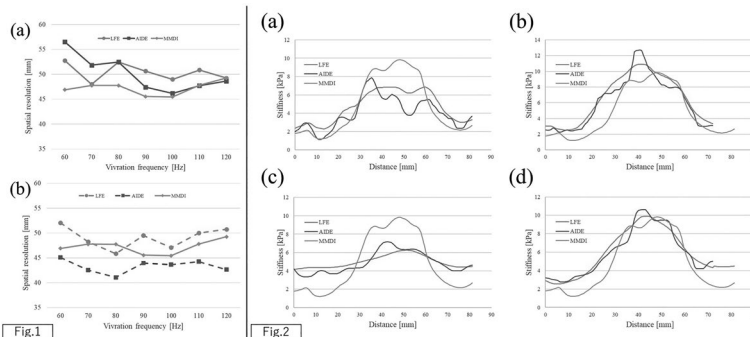 (a)
60
55
50
45
40
35
Spatial resolution [mm]
LFE AIDE MMDI
60 70 80 90 100 110 120
Vivration frequency [Hz]
(b)
60
55
50
45
40
35
Spatial resolution [mm]
LFE AIDE MMDI
60 70 80 90 100 110 120
Vivration frequency [Hz]
Fig.1
(a)
12
10
8
6
4
2
0
Stiffness [kPa]
LFE
AIDE
MMDI
0 10 20 30 40 50 60 70 80 90
Distance [mm]
(b)
14
12
10
8
6
4
2
0
Stiffness [kPa]
LFE
AIDE
MMDI
0 10 20 30 40 50 60 70 80 90
Distance [mm]
(c)
12
10
8
6
4
2
0
Stiffness [kPa]
LFE
AIDE
MMDI
0 10 20 30 40 50 60 70 80 90
Distance [mm]
(d)
12
10
8
6
4
2
0
Stiffness [kPa]
LFE
AIDE
MMDI
0 10 20 30 40 50 60 70 80 90
Distance [mm]
Fig.2